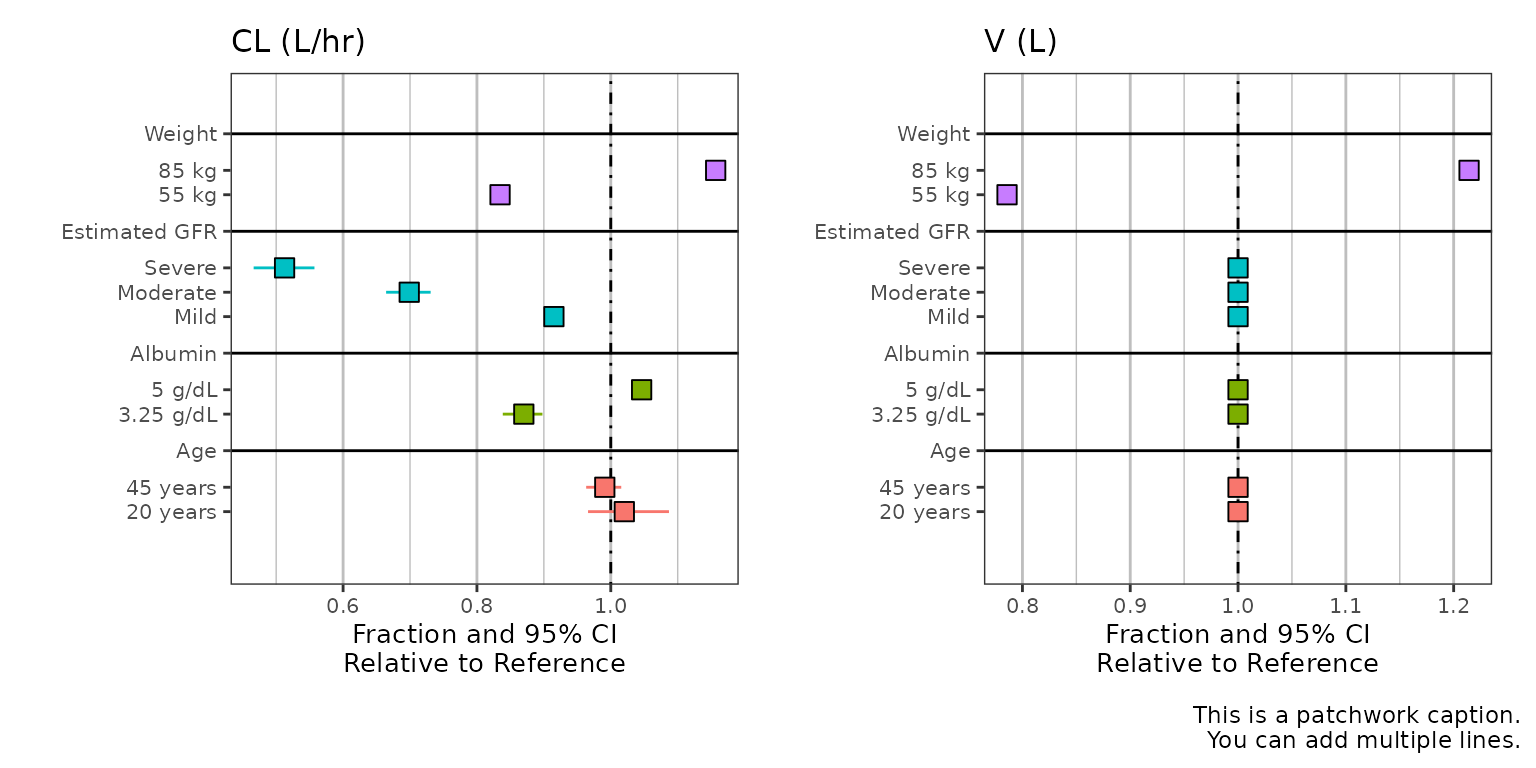 CL (L/hr)
Weight
85 kg
55 kg
Estimated GFR
Severe
Moderate
Mild
Albumin
5 g/dL
3.25 g/dL
Age
45 years
20 years
0.6 0.8 1.0
Fraction and 95% CI
Relative to Reference
V (L)
Weight
85 kg
55 kg
Estimated GFR
Severe
Moderate
Mild
Albumin
5 g/dL
3.25 g/dL
Age
45 years
20 years
0.8 0.9 1.0 1.1 1.2
Fraction and 95% CI
Relative to Reference
This is a patchwork caption.
You can add multiple lines.